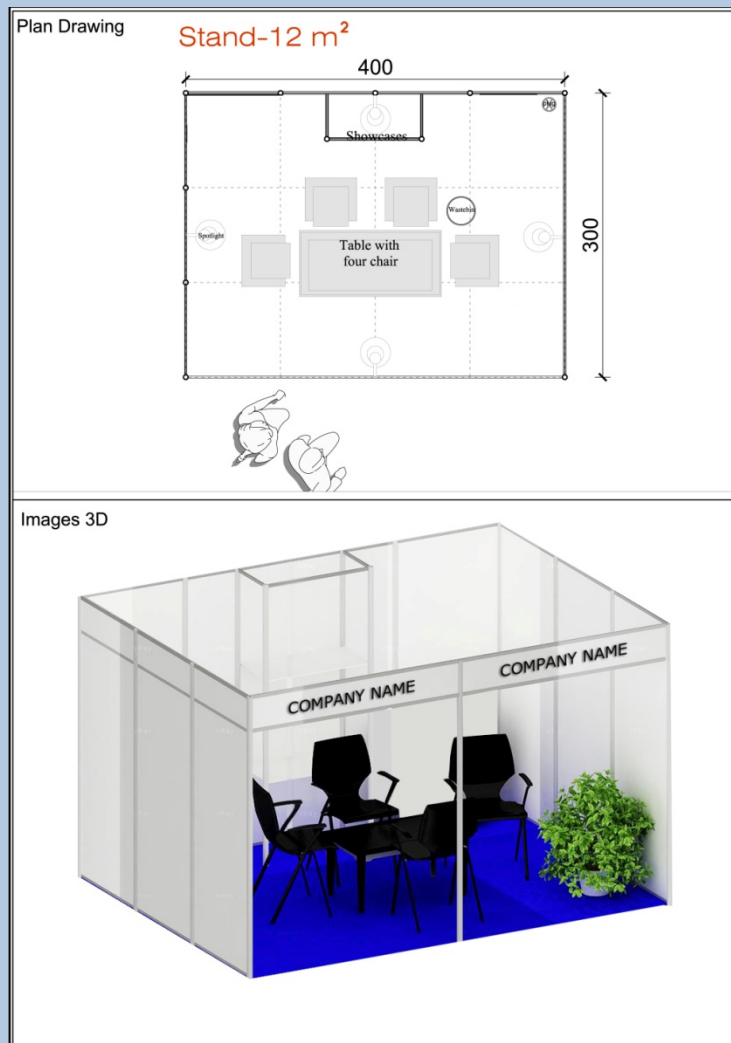 Plan Drawing
Stand-12 m²
400
Showcases
300
Wastebin
Spotlight
Table with
four chair
Images 3D
COMPANY NAME
COMPANY NAME